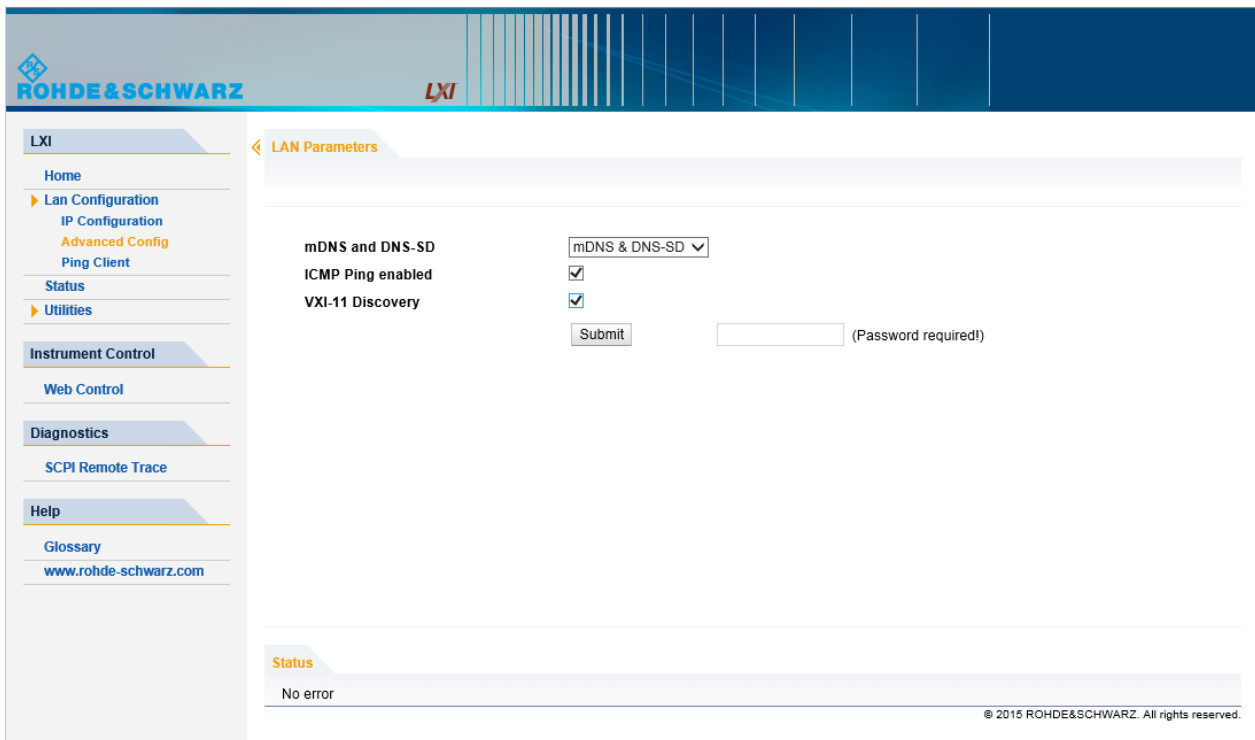 ROHDE&SCHWARZ
LXI
LXI
Home
Lan Configuration
IP Configuration
Advanced Config
Ping Client
Status
Utilities
Instrument Control
Web Control
Diagnostics
SCPI Remote Trace
Help
Glossary
www.rohde-schwarz.com
LAN Parameters
mDNS and DNS-SD mDNS & DNS-SD
ICMP Ping enabled
VXI-11 Discovery
Submit (Password required!)
Status
No error
© 2015 ROHDE&SCHWARZ. All rights reserved.